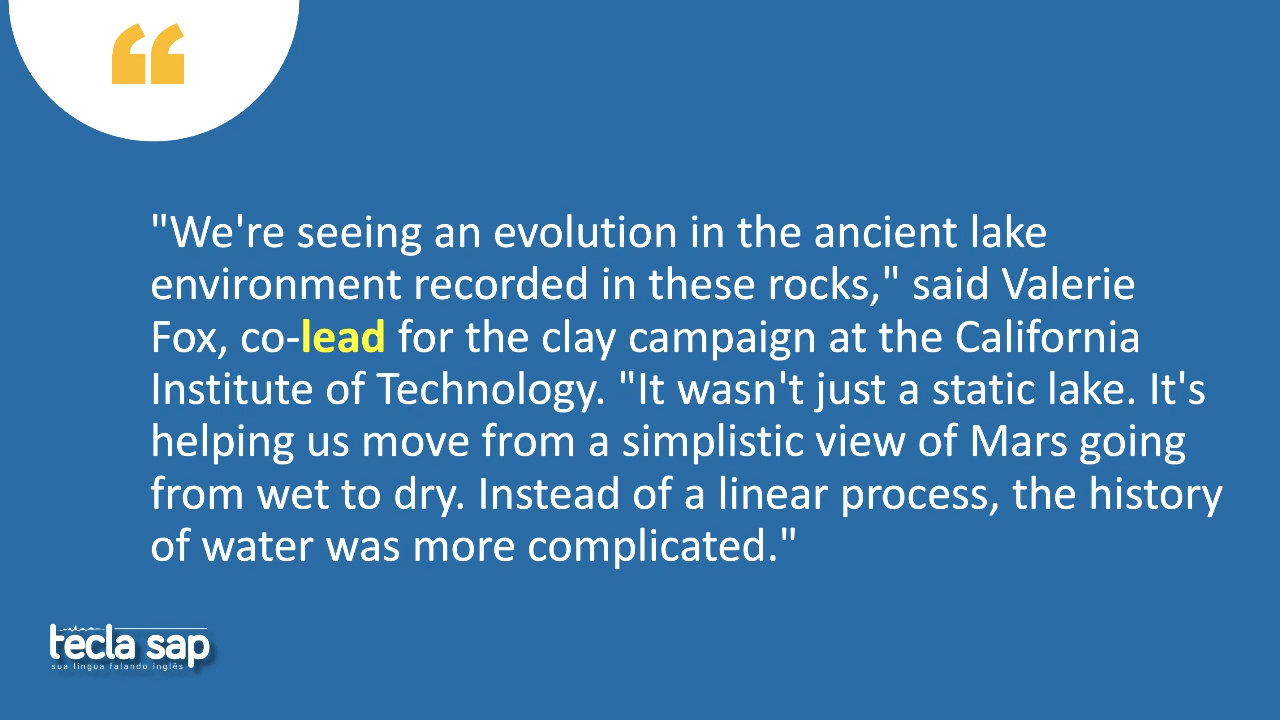 "We're seeing an evolution in the ancient lake
environment recorded in these rocks," said Valerie
Fox, co-lead for the clay campaign at the California
Institute of Technology. "It wasn't just a static lake. It's
helping us move from a simplistic view of Mars going
from wet to dry. Instead of a linear process, the history
of water was more complicated."
tecla sap
sua língua falando inglês